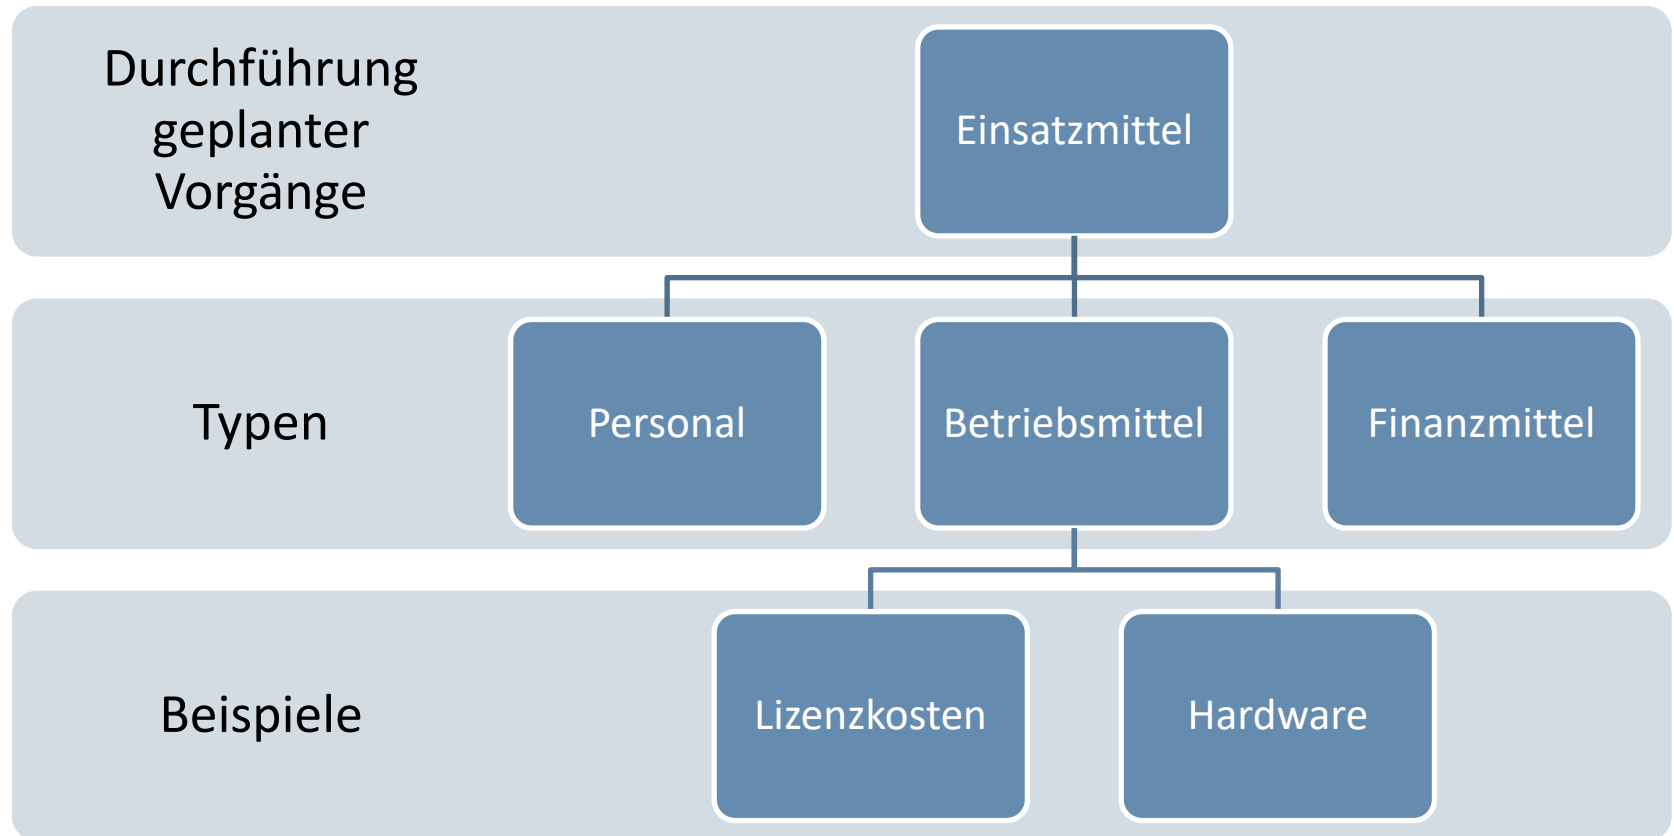 Durchführung
geplanter
Vorgänge
Einsatzmittel
Typen
Personal
Betriebsmittel
Finanzmittel
Beispiele
Lizenzkosten
Hardware